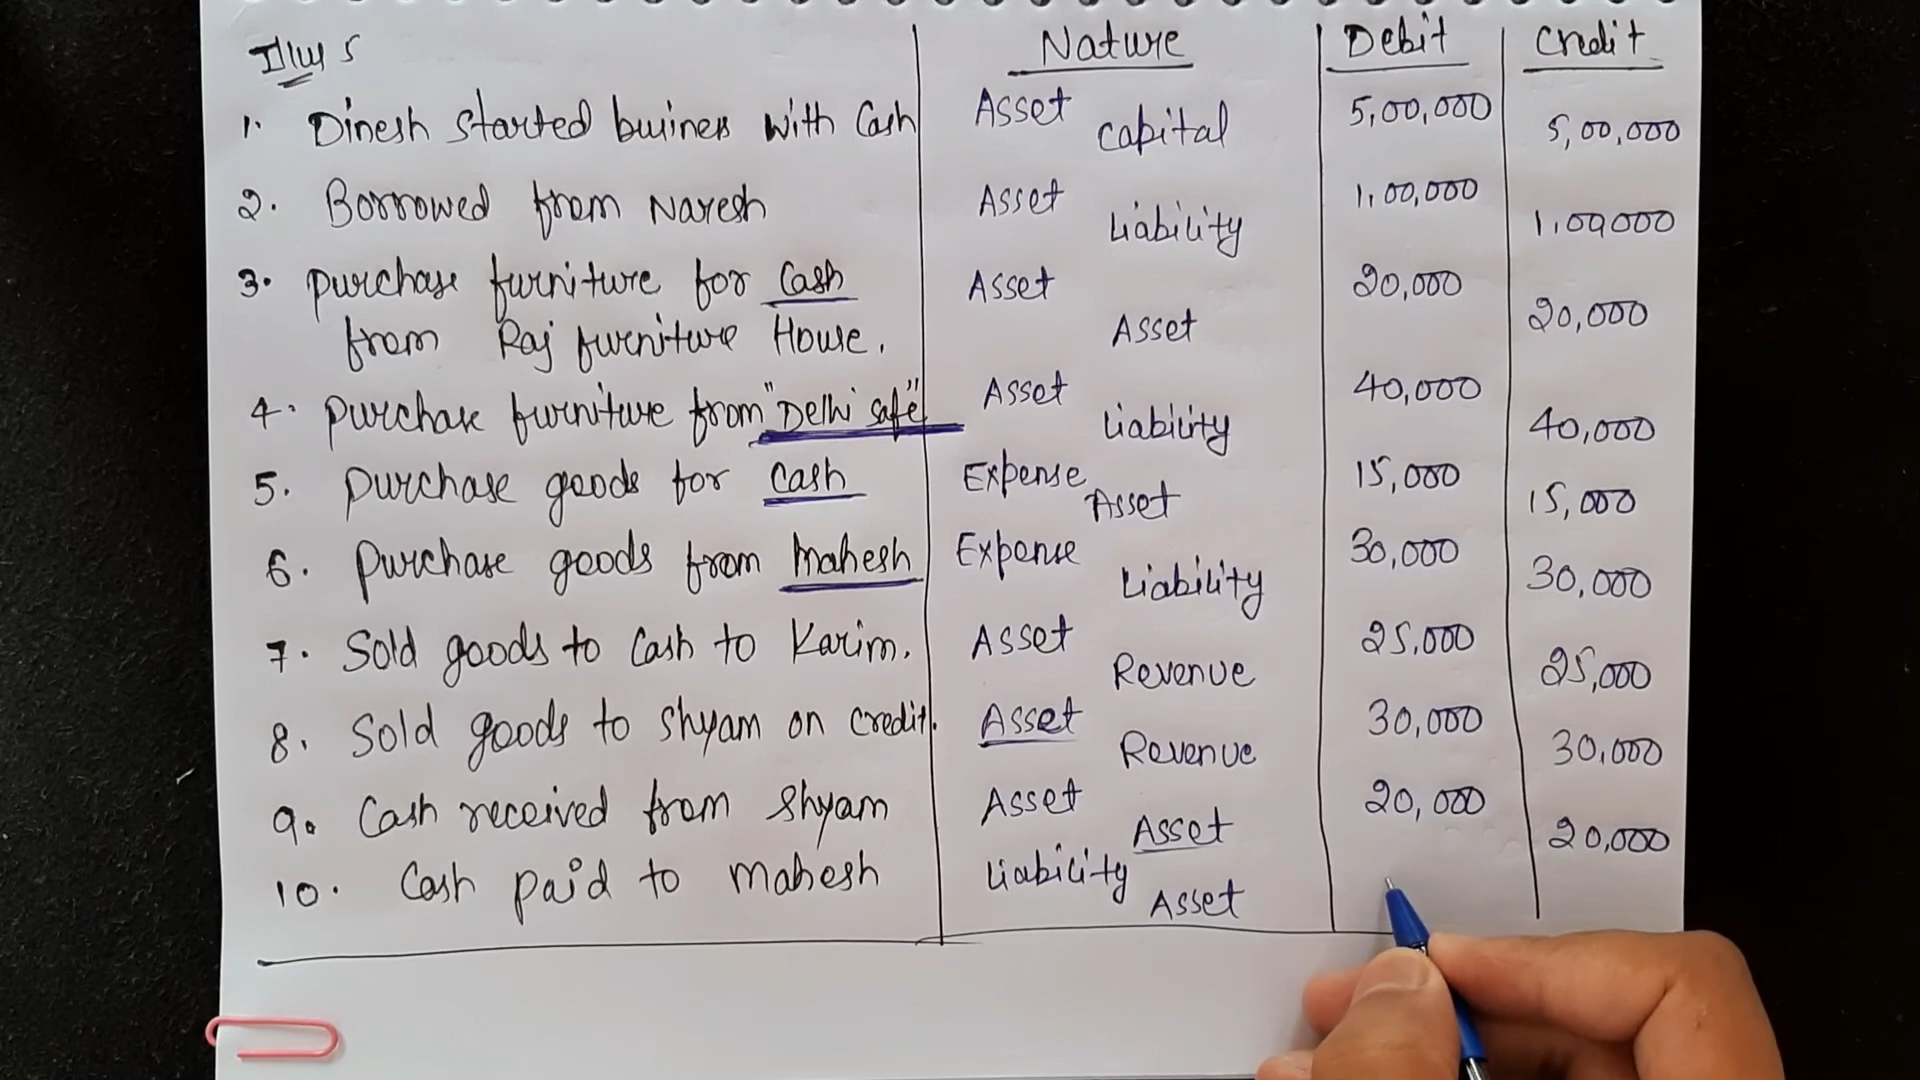 Illus 5 Nature Debit Credit
1. Dinesh started business with Cash Asset Capital 5,00,000 5,00,000
2. Borrowed from Naresh Asset Liability 1,00,000 1,00000
3. purchase furniture for Cash Asset 20,000
from Raj furniture House. Asset 20,000
4. purchase furniture from "Delhi safe" Asset Liability 40,000 40,000
5. purchase goods for Cash Expense Asset 15,000 15,000
6. purchase goods from Mahesh Expense Liability 30,000 30,000
7. Sold goods to Cash to Karim. Asset Revenue 25,000 25,000
8. Sold goods to Shyam on credit. Asset Revenue 30,000 30,000
9. Cash received from Shyam Asset Asset 20,000 20,000
10. Cash paid to Mahesh Liability Asset